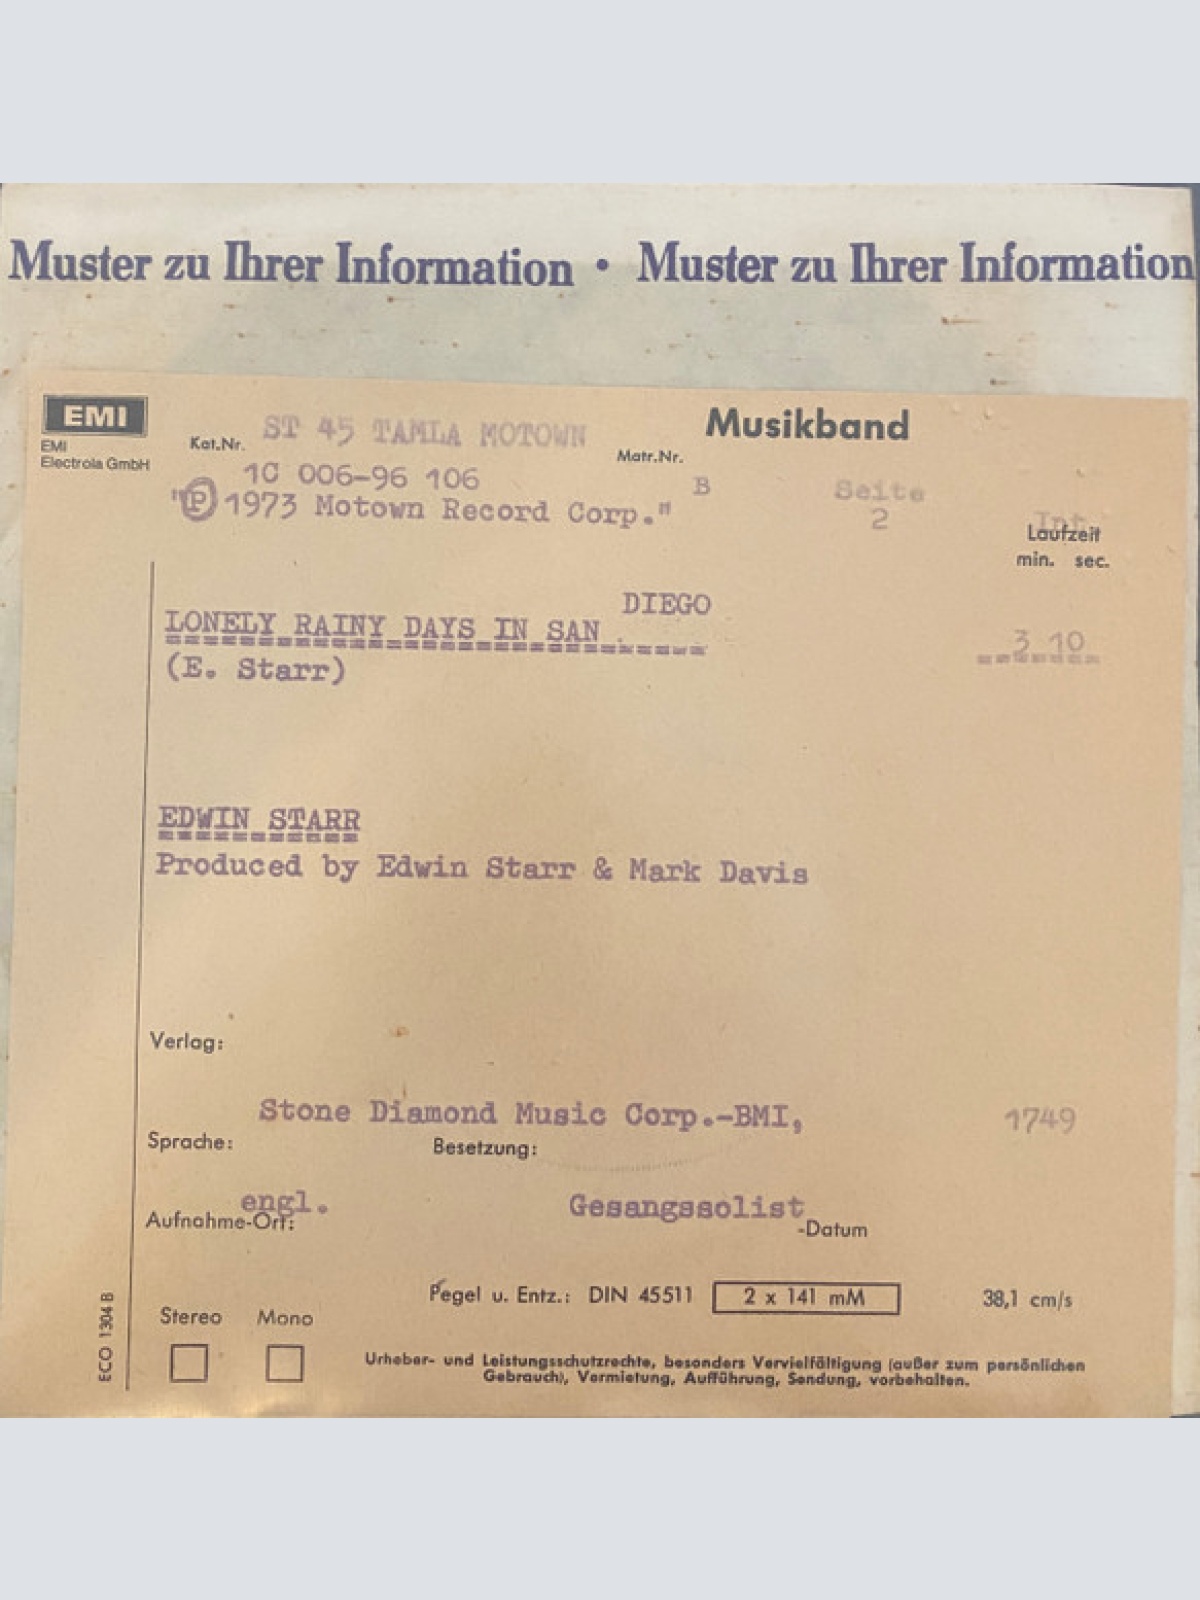 Muster zu Ihrer Information • Muster zu Ihrer Information
EMI
EMI
Electrola GmbH
Kat.Nr. ST 45 TAMLA MOTOWN
Musikband
Matr.Nr.
1C 006-96 106
B
Seite
2
"Ⓟ 1973 Motown Record Corp."
Int.
Laufzeit
min. sec.
DIEGO
LONELY RAINY DAYS IN SAN
3 10
(E. Starr)
EDWIN STARR
Produced by Edwin Starr & Mark Davis
Verlag:
Stone Diamond Music Corp.-BMI, 1749
Sprache: Besetzung:
engl. Gesangssolist
Aufnahme-Ort: -Datum
Pegel u. Entz.: DIN 45511 2 x 141 mM 38,1 cm/s
Stereo Mono
Urheber- und Leistungsschutzrechte, besonders Vervielfältigung (außer zum persönlichen
Gebrauch), Vermietung, Aufführung, Sendung, vorbehalten.
ECO 1304 B